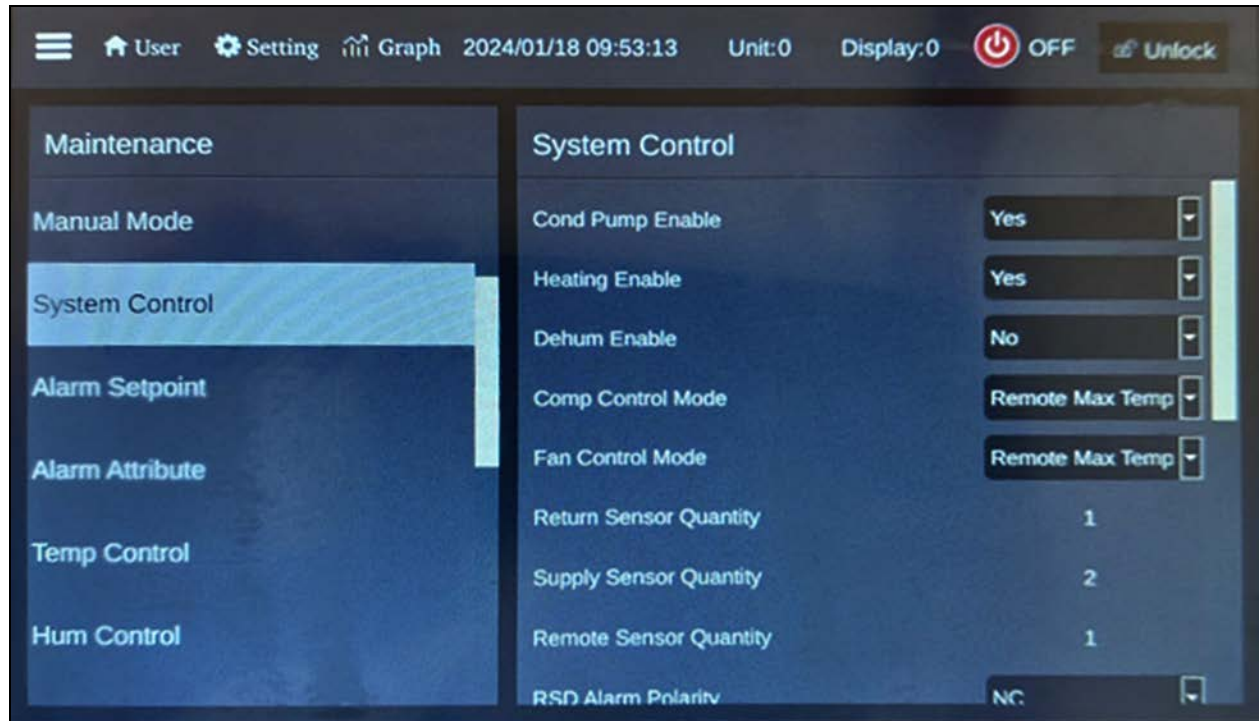 User Setting Graph 2024/01/18 09:53:13 Unit:0 Display:0 OFF Unlock
Maintenance
Manual Mode
System Control
Alarm Setpoint
Alarm Attribute
Temp Control
Hum Control
System Control
Cond Pump Enable Yes
Heating Enable Yes
Dehum Enable No
Comp Control Mode Remote Max Temp
Fan Control Mode Remote Max Temp
Return Sensor Quantity 1
Supply Sensor Quantity 2
Remote Sensor Quantity 1
RSD Alarm Polarity NC